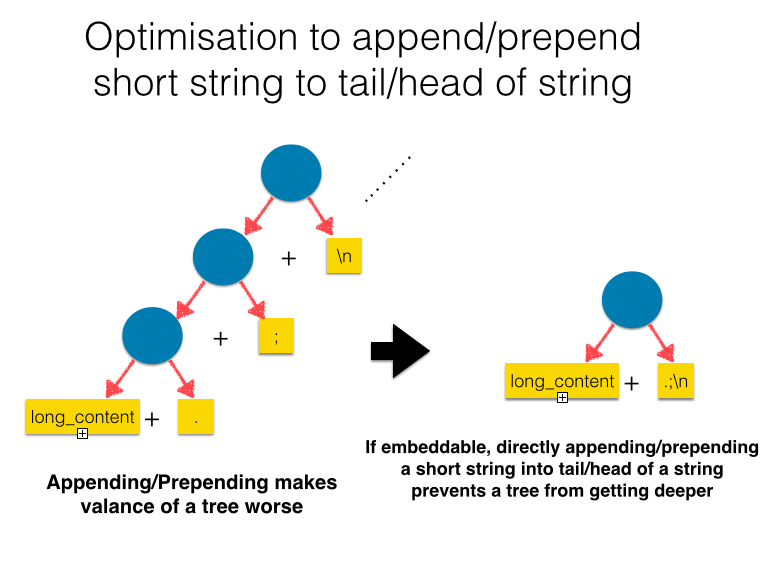 Optimisation to append/prepend
short string to tail/head of string
+
\n
+
;
long_content
+
.
Appending/Prepending makes
valance of a tree worse
long_content
+
.;\n
If embeddable, directly appending/prepending
a short string into tail/head of a string
prevents a tree from getting deeper